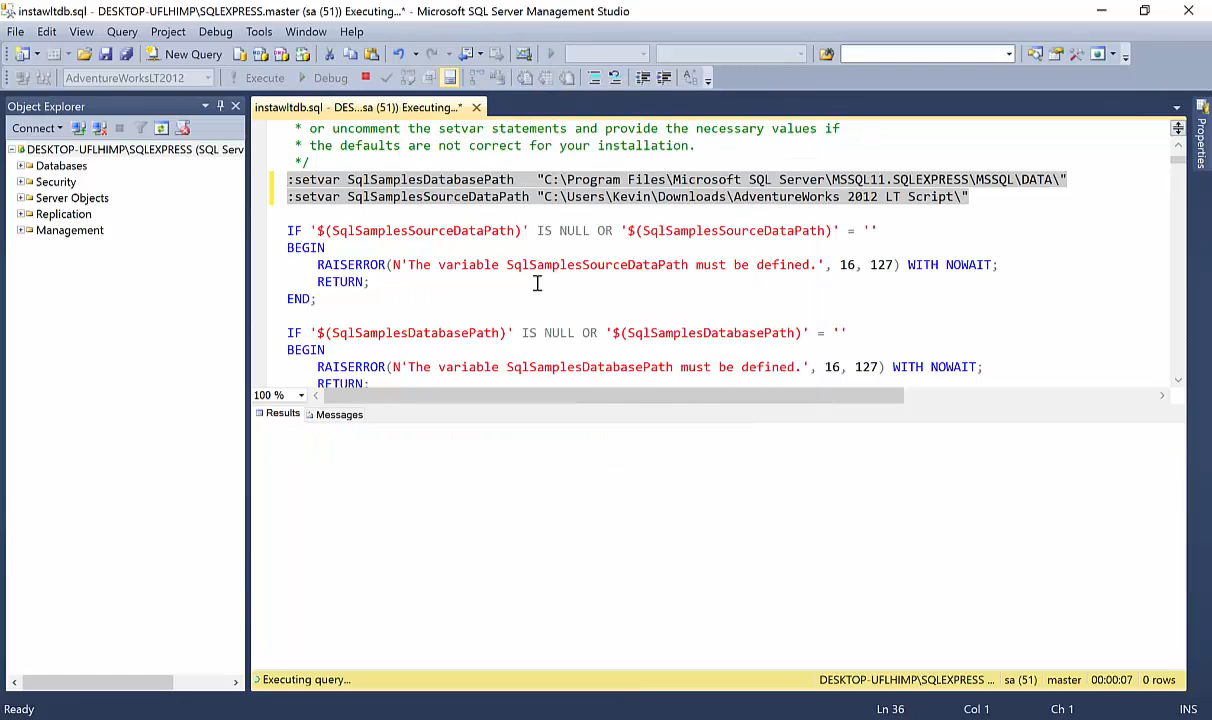 instawltdb.sql - DESKTOP-UFLHIMP\SQLEXPRESS.master (sa (51)) Executing...* - Microsoft SQL Server Management Studio
File Edit View Query Project Debug Tools Window Help
New Query
AdventureWorksLT2012 Execute Debug
Object Explorer
Connect
DESKTOP-UFLHIMP\SQLEXPRESS (SQL Serv
Databases
Security
Server Objects
Replication
Management
instawltdb.sql - DES...sa (51)) Executing...*
* or uncomment the setvar statements and provide the necessary values if
* the defaults are not correct for your installation.
*/
:setvar SqlSamplesDatabasePath "C:\Program Files\Microsoft SQL Server\MSSQL11.SQLEXPRESS\MSSQL\DATA\"
:setvar SqlSamplesSourceDataPath "C:\Users\Kevin\Downloads\AdventureWorks 2012 LT Script\"
IF '$(SqlSamplesSourceDataPath)' IS NULL OR '$(SqlSamplesSourceDataPath)' = ''
BEGIN
RAISERROR(N'The variable SqlSamplesSourceDataPath must be defined.', 16, 127) WITH NOWAIT;
RETURN;
END;
IF '$(SqlSamplesDatabasePath)' IS NULL OR '$(SqlSamplesDatabasePath)' = ''
BEGIN
RAISERROR(N'The variable SqlSamplesDatabasePath must be defined.', 16, 127) WITH NOWAIT;
RETURN;
100 %
Results Messages
Executing query... DESKTOP-UFLHIMP\SQLEXPRESS ... sa (51) master 00:00:07 0 rows
Properties
Ready Ln 36 Col 1 Ch 1 INS